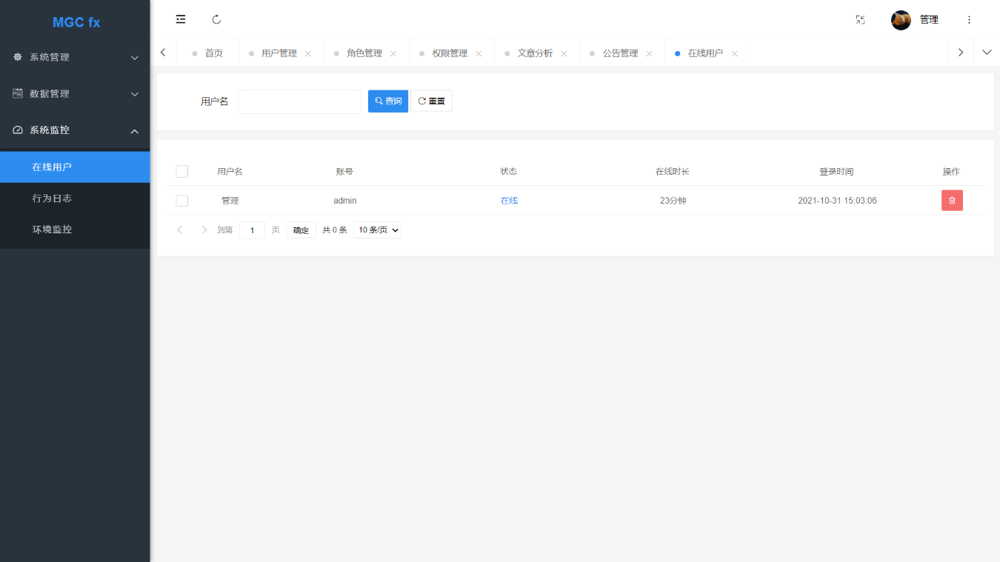 MGC fx
系统管理
数据管理
系统监控
在线用户
行为日志
环境监控
管理
首页 用户管理 角色管理 权限管理 文章分析 公告管理 在线用户
用户名 查询 重置
用户名 账号 状态 在线时长 登录时间 操作
管理 admin 在线 23分钟 2021-10-31 15:03:06
到第 1 页 确定 共 0 条 10 条/页